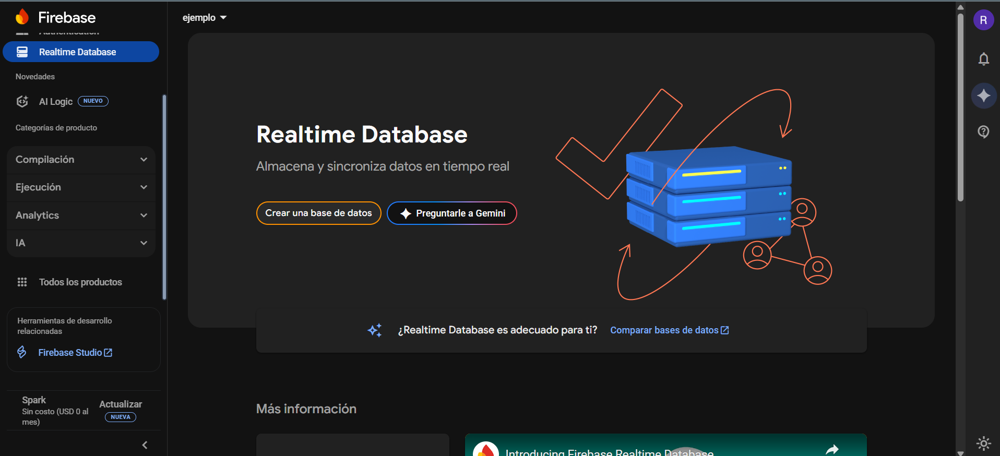 Firebase
Authentication
Realtime Database
Novedades
AI Logic NUEVO
Categorías de producto
Compilación
Ejecución
Analytics
IA
Todos los productos
Herramientas de desarrollo
relacionadas
Firebase Studio
Spark
Sin costo (USD 0 al
mes)
Actualizar
NUEVA
ejemplo
Realtime Database
Almacena y sincroniza datos en tiempo real
Crear una base de datos
Preguntarle a Gemini
¿Realtime Database es adecuado para ti? Comparar bases de datos
Más información
Introducing Firebase Realtime Database
R